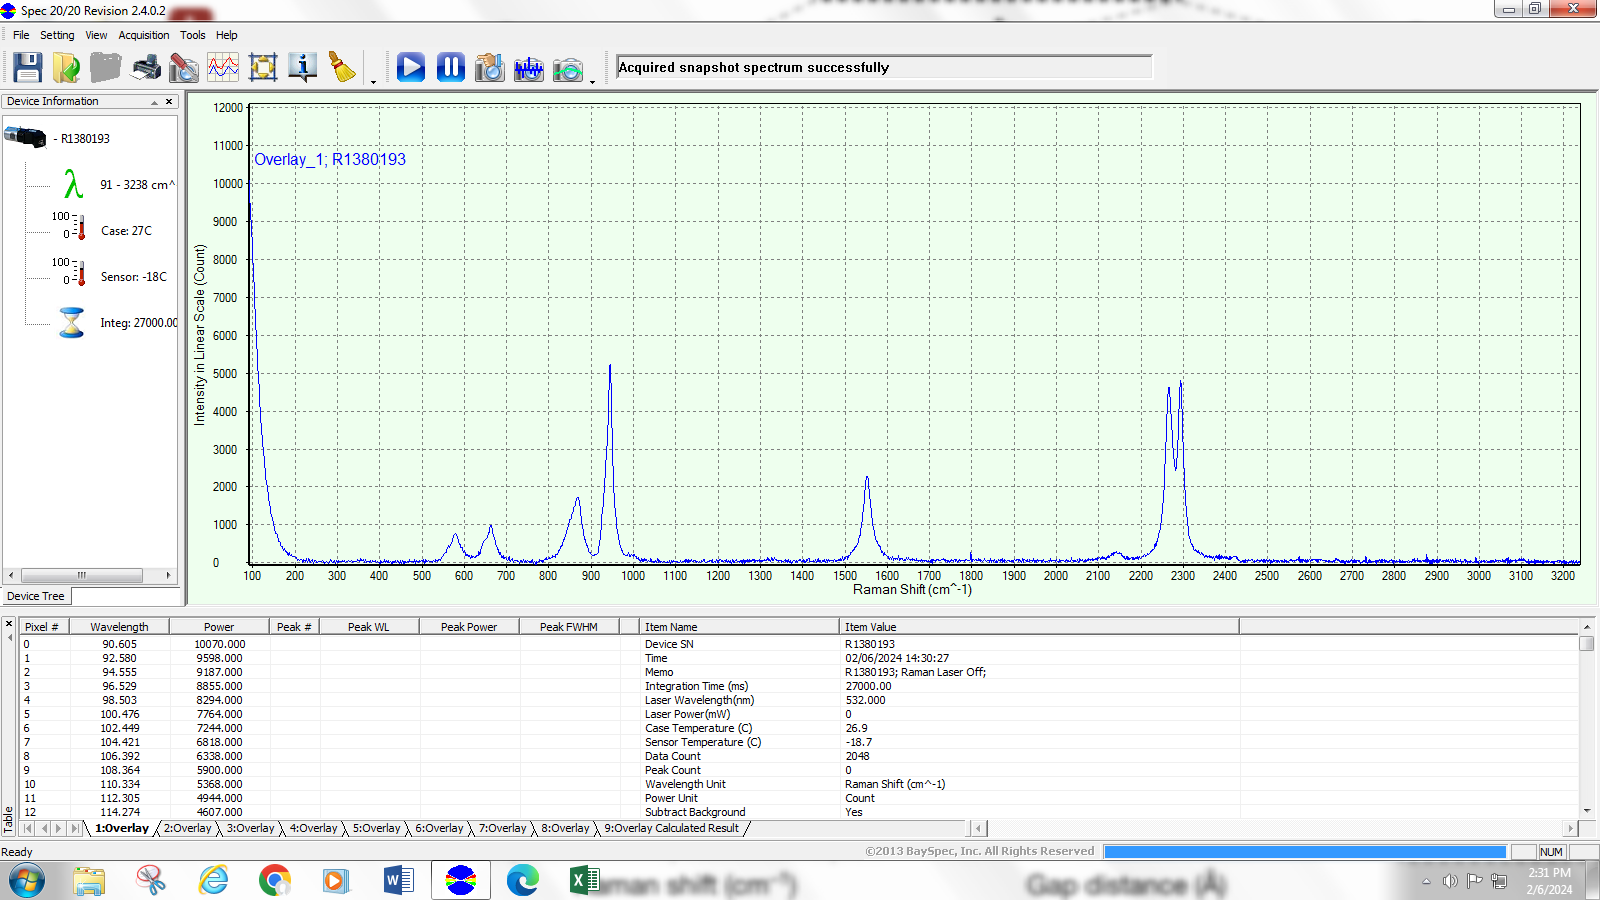 Spec 20/20 Revision 2.4.0.2
File Setting View Acquisition Tools Help
Acquired snapshot spectrum successfully
Device Information
- R1380193
91 - 3238 cm^
100
0
Case: 27C
100
0
Sensor: -18C
Integ: 27000.00
Device Tree
Intensity in Linear Scale (Count)
12000
11000
10000
9000
8000
7000
6000
5000
4000
3000
2000
1000
0
Overlay_1; R1380193
100 200 300 400 500 600 700 800 900 1000 1100 1200 1300 1400 1500 1600 1700 1800 1900 2000 2100 2200 2300 2400 2500 2600 2700 2800 2900 3000 3100 3200
Raman Shift (cm^-1)
Table
Pixel # Wavelength Power Peak # Peak WL Peak Power Peak FWHM Item Name Item Value
0 90.605 10070.000 Device SN R1380193
1 92.580 9598.000 Time 02/06/2024 14:30:27
2 94.555 9187.000 Memo R1380193; Raman Laser Off;
3 96.529 8855.000 Integration Time (ms) 27000.00
4 98.503 8294.000 Laser Wavelength(nm) 532.000
5 100.476 7764.000 Laser Power(mW) 0
6 102.449 7244.000 Case Temperature (C) 26.9
7 104.421 6818.000 Sensor Temperature (C) -18.7
8 106.392 6338.000 Data Count 2048
9 108.364 5900.000 Peak Count 0
10 110.334 5368.000 Wavelength Unit Raman Shift (cm^-1)
11 112.305 4944.000 Power Unit Count
12 114.274 4607.000 Subtract Background Yes
1:Overlay 2:Overlay 3:Overlay 4:Overlay 5:Overlay 6:Overlay 7:Overlay 8:Overlay 9:Overlay Calculated Result
Ready
©2013 BaySpec, Inc. All Rights Reserved
NUM
aman shift (cm⁻¹)
Gap distance (Å)
2:31 PM
2/6/2024